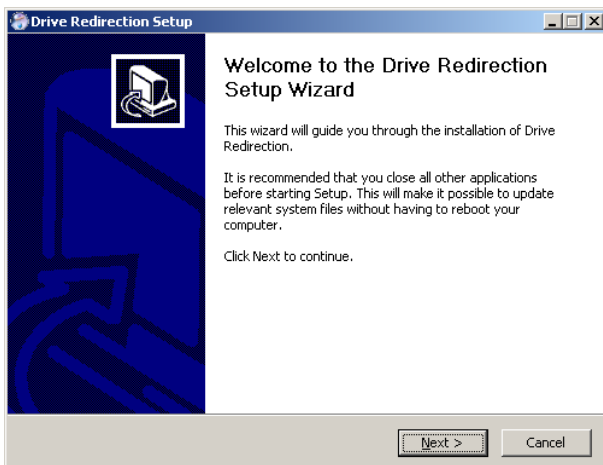 Drive Redirection Setup
Welcome to the Drive Redirection
Setup Wizard
This wizard will guide you through the installation of Drive
Redirection.
It is recommended that you close all other applications
before starting Setup. This will make it possible to update
relevant system files without having to reboot your
computer.
Click Next to continue.
Next >
Cancel